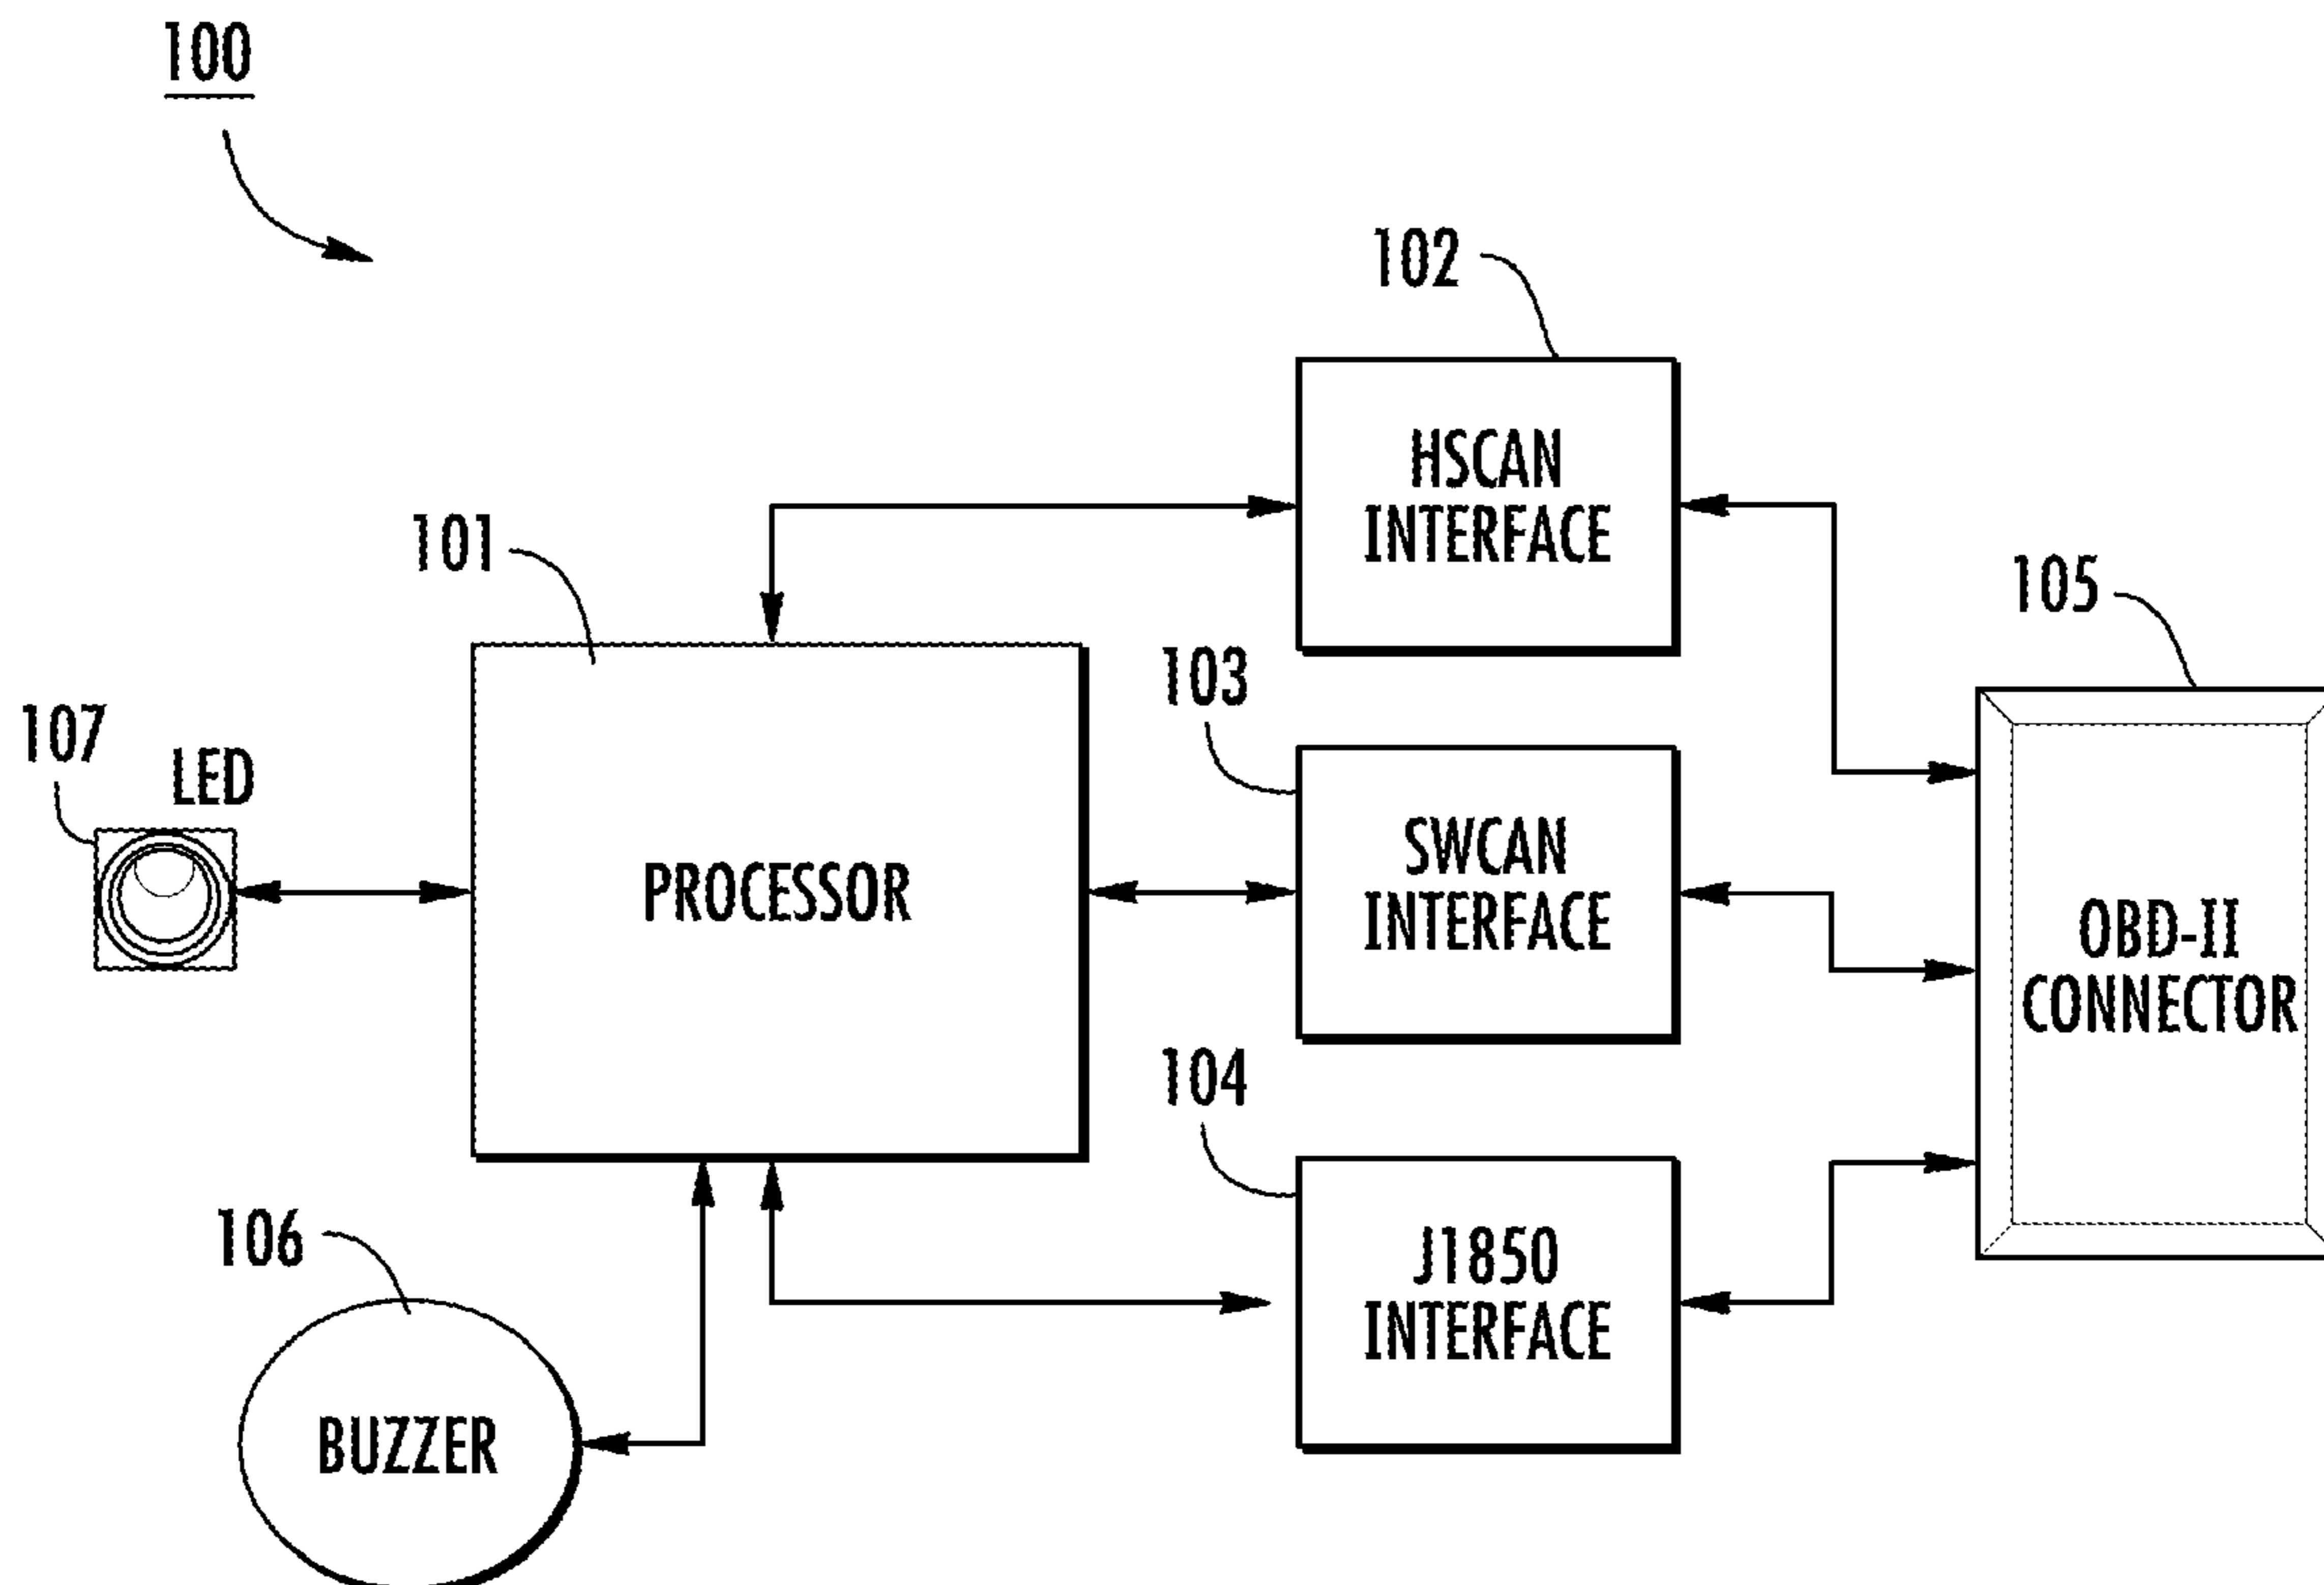 100
102
HSCAN
INTERFACE
101
105
103
107
LED
SWCAN
INTERFACE
PROCESSOR
OBD-II
CONNECTOR
104
106
J1850
INTERFACE
BUZZER